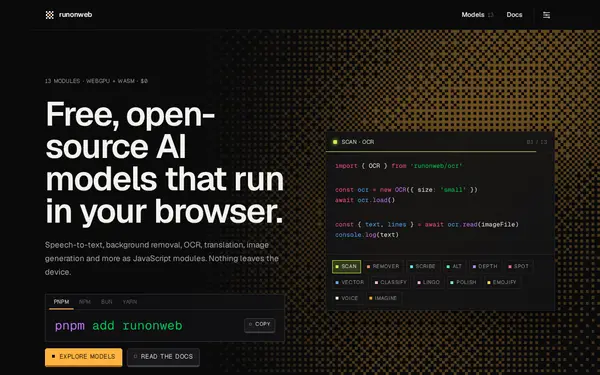 runonweb
Models 13
Docs
13 MODULES · WEBGPU + WASM · $0
Free, open-
source AI
models that run
in your browser.
Speech-to-text, background removal, OCR, translation, image
generation and more as JavaScript modules. Nothing leaves the
device.
PNPM NPM BUN YARN
pnpm add runonweb
COPY
EXPLORE MODELS
READ THE DOCS
SCAN · OCR
01 / 13
import { OCR } from 'runonweb/ocr'
const ocr = new OCR({ size: 'small' })
await ocr.load()
const { text, lines } = await ocr.read(imageFile)
console.log(text)
SCAN REMOVER SCRIBE ALT DEPTH SPOT
VECTOR CLASSIFY LINGO POLISH EMOJIFY
VOICE IMAGINE